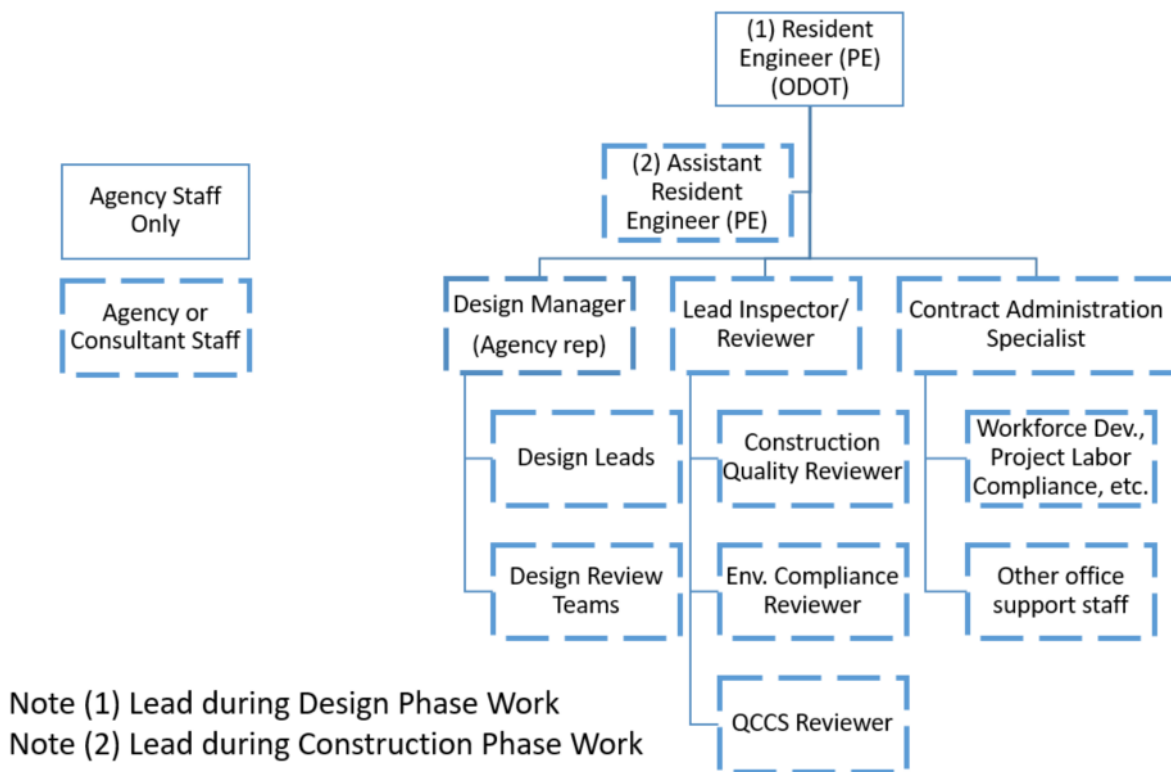 (1) Resident
Engineer (PE)
(ODOT)
(2) Assistant
Resident
Engineer (PE)
Agency Staff
Only
Agency or
Consultant Staff
Design Manager
(Agency rep)
Lead Inspector/
Reviewer
Contract Administration
Specialist
Design Leads
Construction
Quality Reviewer
Workforce Dev.,
Project Labor
Compliance, etc.
Design Review
Teams
Env. Compliance
Reviewer
Other office
support staff
QCCS Reviewer
Note (1) Lead during Design Phase Work
Note (2) Lead during Construction Phase Work